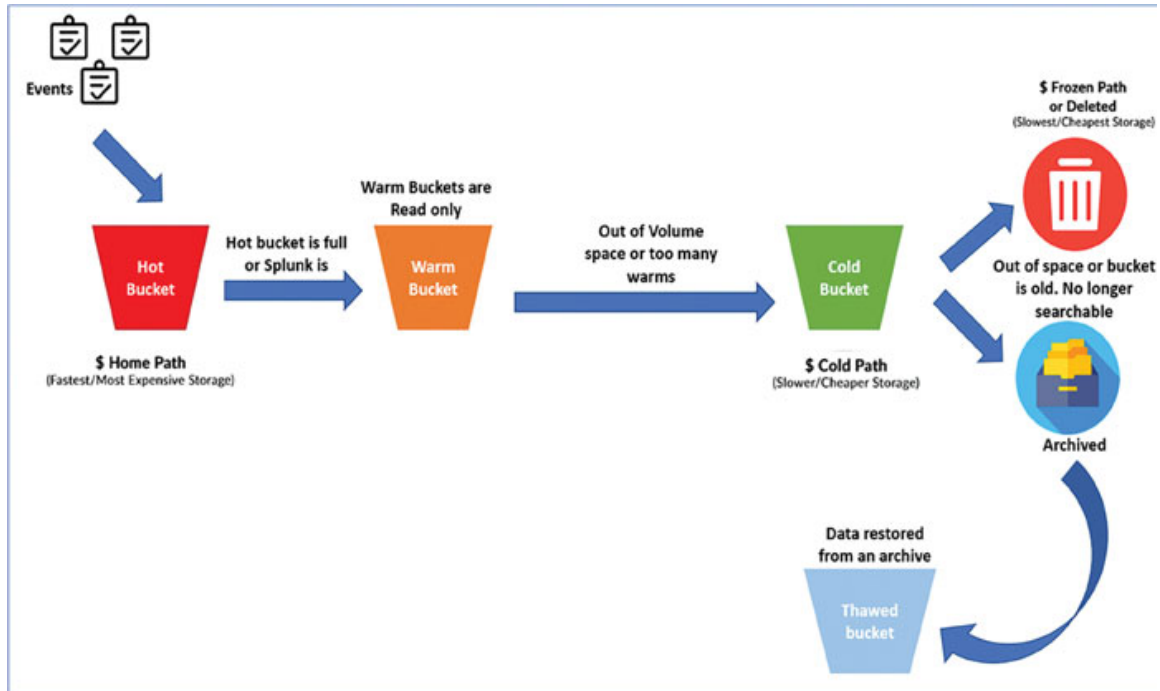 Events
Hot
Bucket
$ Home Path
(Fastest/Most Expensive Storage)
Hot bucket is full
or Splunk is
Warm Buckets are
Read only
Warm
Bucket
Out of Volume
space or too many
warms
Cold
Bucket
$ Cold Path
(Slower/Cheaper Storage)
$ Frozen Path
or Deleted
(Slowest/Cheapest Storage)
Out of space or bucket
is old. No longer
searchable
Archived
Data restored
from an archive
Thawed
bucket